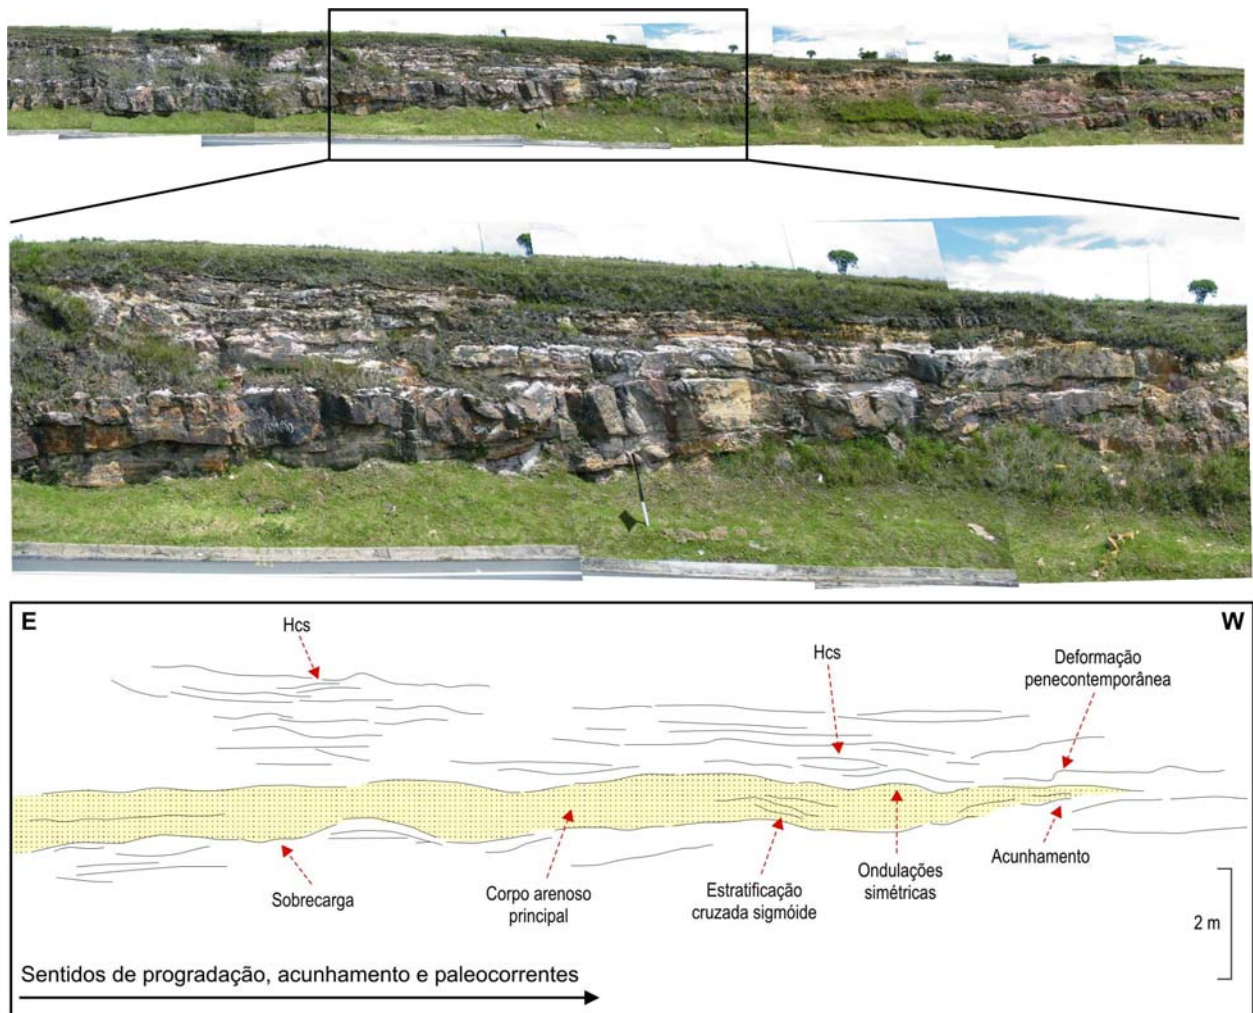 E
W
Hcs
Hcs
Deformação
penecontemporânea
Sobrecarga
Corpo arenoso
principal
Estratificação
cruzada sigmóide
Ondulações
simétricas
Acunhamento
2 m
Sentidos de progradação, acunhamento e paleocorrentes